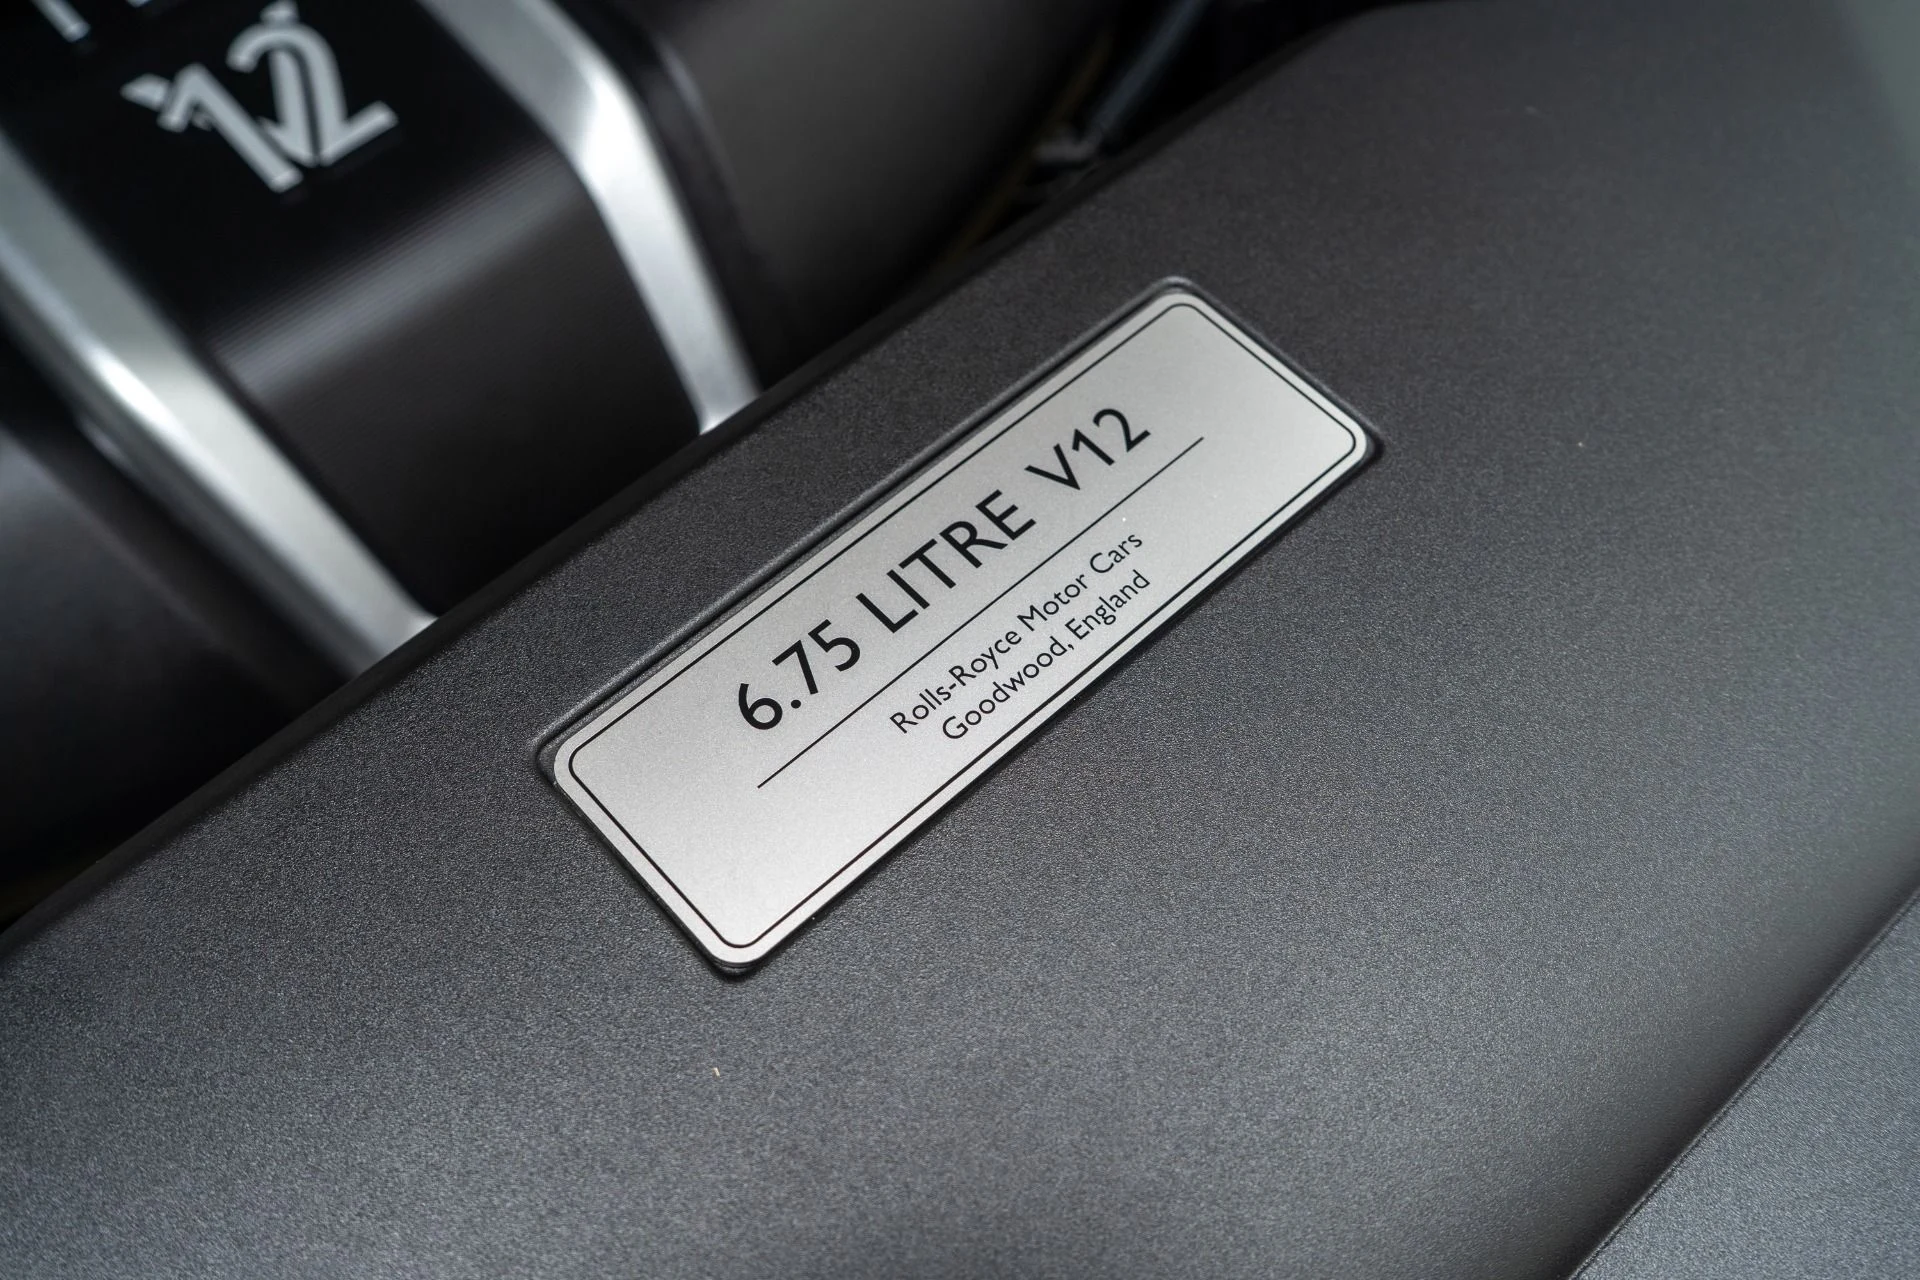 V12
6.75 LITRE V12
Rolls-Royce Motor Cars
Goodwood, England